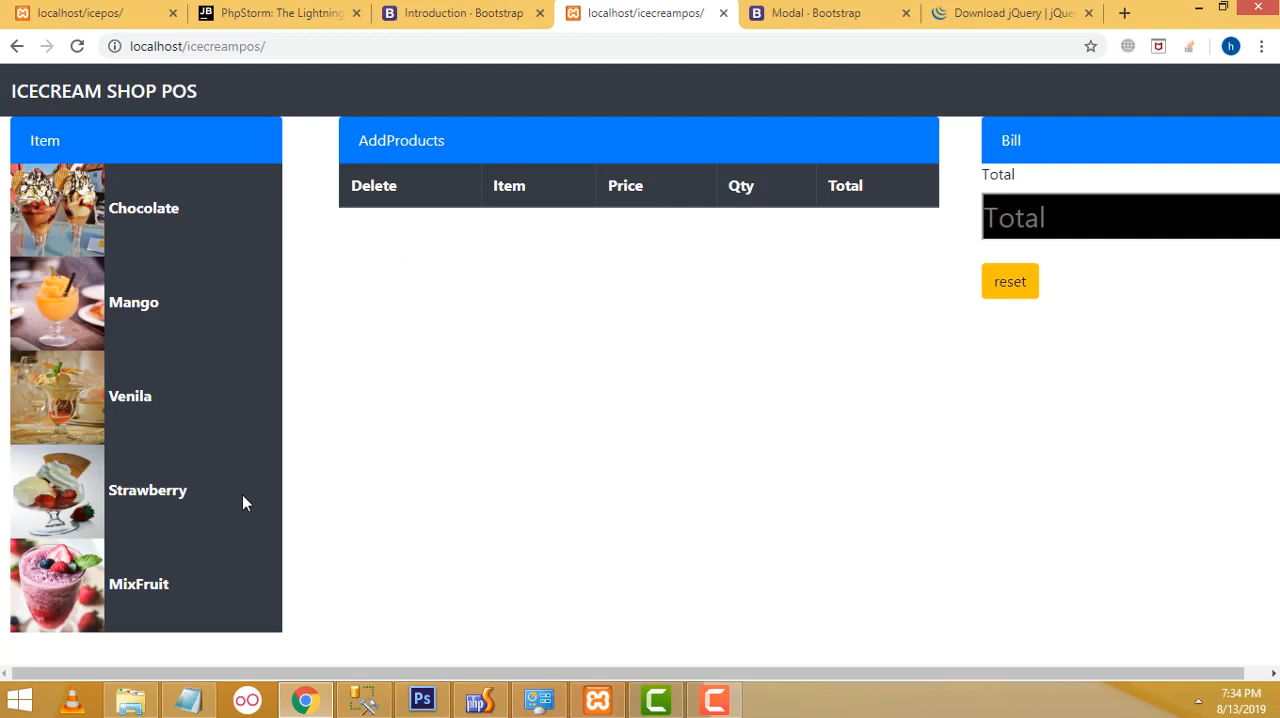 localhost/icepos/
PhpStorm: The Lightning
Introduction - Bootstrap
localhost/icecreampos/
Modal - Bootstrap
Download jQuery | jQue
localhost/icecreampos/
h
ICECREAM SHOP POS
Item
Chocolate
Mango
Venila
Strawberry
MixFruit
AddProducts
Delete Item Price Qty Total
Bill
Total
Total
reset
7:34 PM
8/13/2019